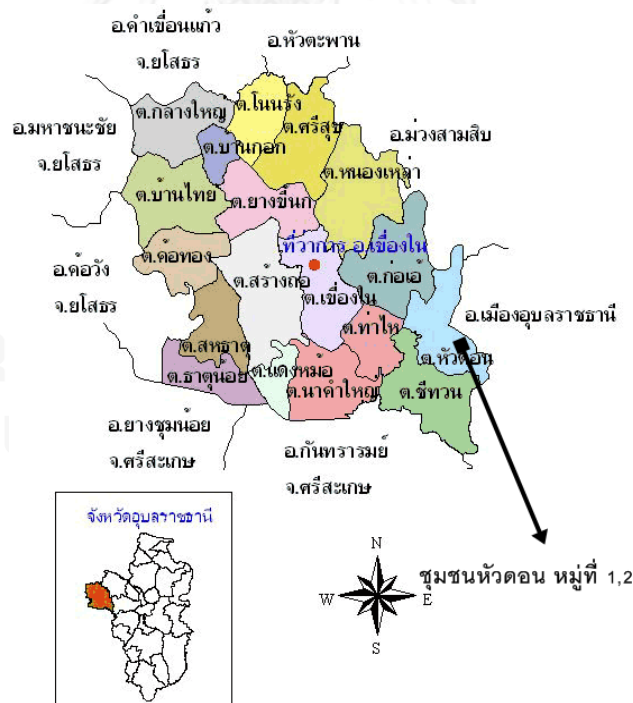 อ.คำเขื่อนแก้ว
จ.ยโสธร
อ.หัวตะพาน
อ.มหาชนะชัย
จ.ยโสธร
ต.กลางใหญ่
ต.โนนรัง
ต.ศรีสุข
อ.ม่วงสามสิบ
ต.บ้านกอก
ต.หนองเหล่า
ต.บ้านไทย
ต.ยางขี้นก
ที่ว่าการ อ.เขื่องใน
อ.ค้อวัง
จ.ยโสธร
ต.ค้อทอง
ต.สร้างถ่อ
ต.ก่อเอ้
ต.เขื่องใน
อ.เมืองอุบลราชธานี
ต.ท่าไห
ต.สหธาตุ
ต.หัวดอน
ต.ธาตุน้อย
ต.แดงหม้อ
ต.นาคำใหญ่
ต.ชีทวน
อ.ยางชุมน้อย
จ.ศรีสะเกษ
อ.กันทรารมย์
จ.ศรีสะเกษ
จังหวัดอุบลราชธานี
N
W
E
S
ชุมชนหัวดอน หมู่ที่ 1,2